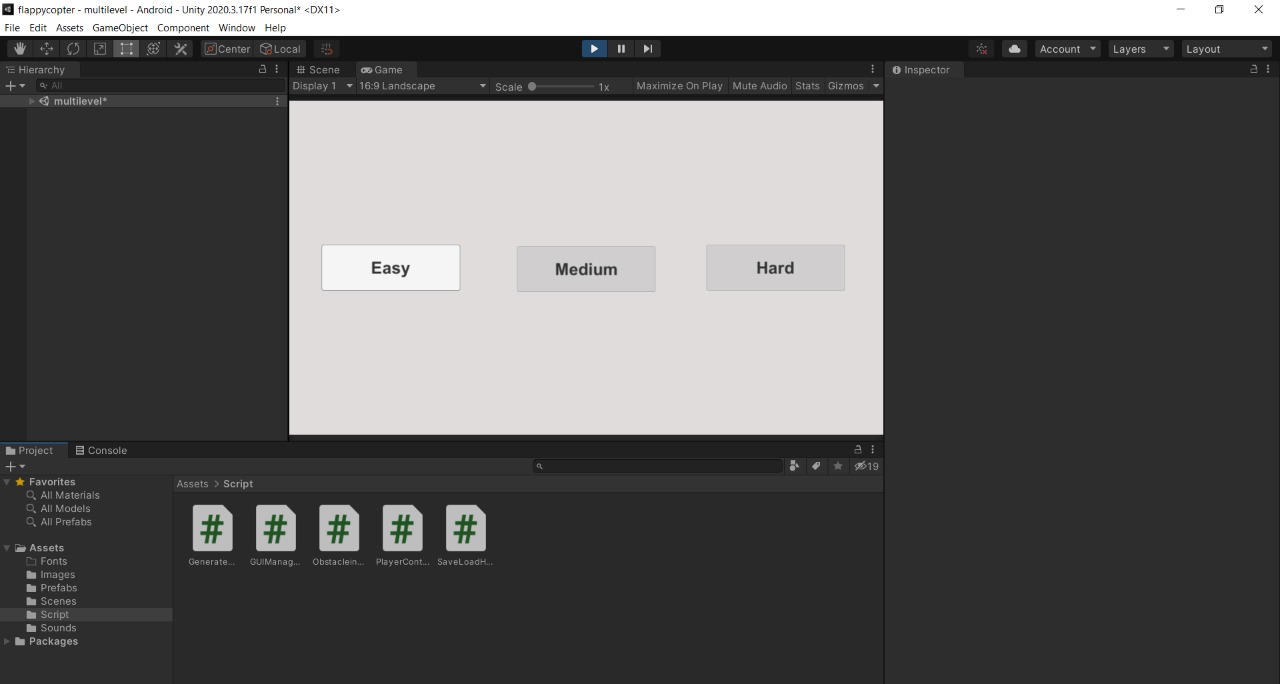 flappycopter - multilevel - Android - Unity 2020.3.17f1 Personal* <DX11>
File Edit Assets GameObject Component Window Help
Center Local Account Layers Layout
Hierarchy
All
multilevel*
Scene Game
Display 1 16:9 Landscape Scale 1x Maximize On Play Mute Audio Stats Gizmos
Easy Medium Hard
Inspector
Project Console
19
Favorites
All Materials
All Models
All Prefabs
Assets
Fonts
Images
Prefabs
Scenes
Script
Sounds
Packages
Assets > Script
# # # # #
Generate... GUIManag... Obstaclein... PlayerCont... SaveLoadH...